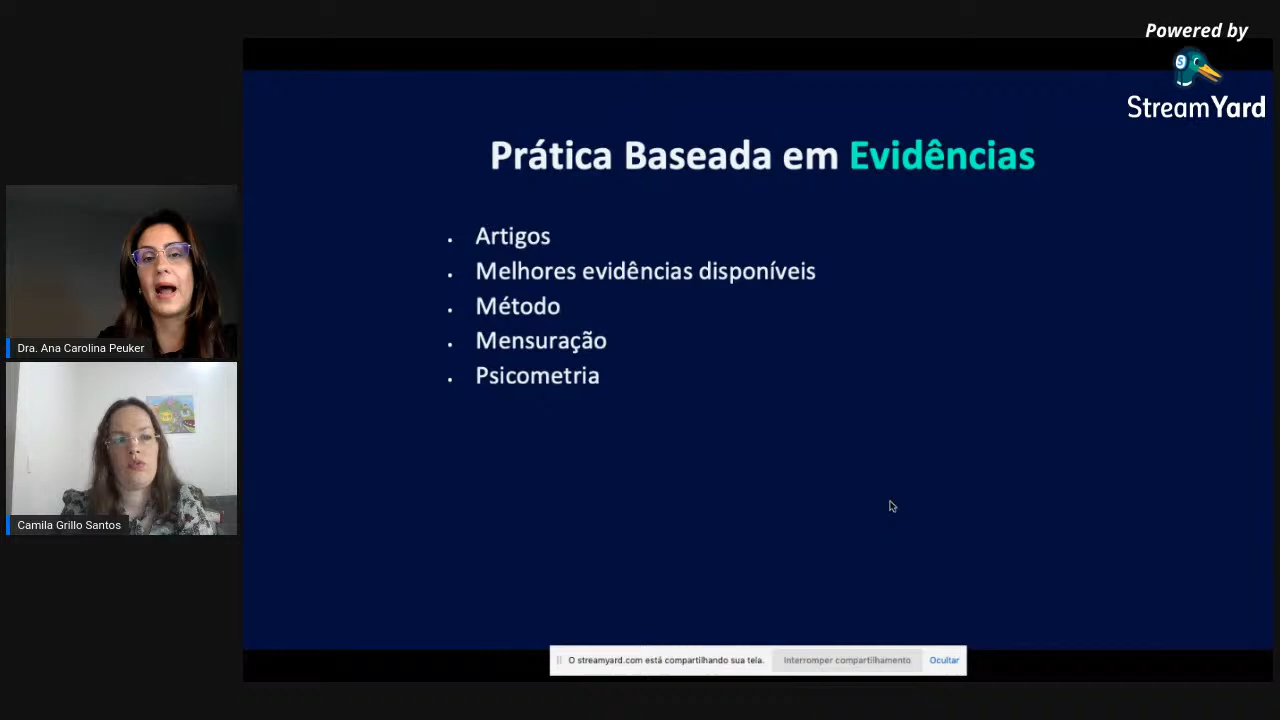 Powered by
StreamYard
Prática Baseada em Evidências
Artigos
Melhores evidências disponíveis
Método
Mensuração
Psicometria
Dra. Ana Carolina Peuker
Camila Grillo Santos
O streamyard.com está compartilhando sua tela.
Interromper compartilhamento
Ocultar